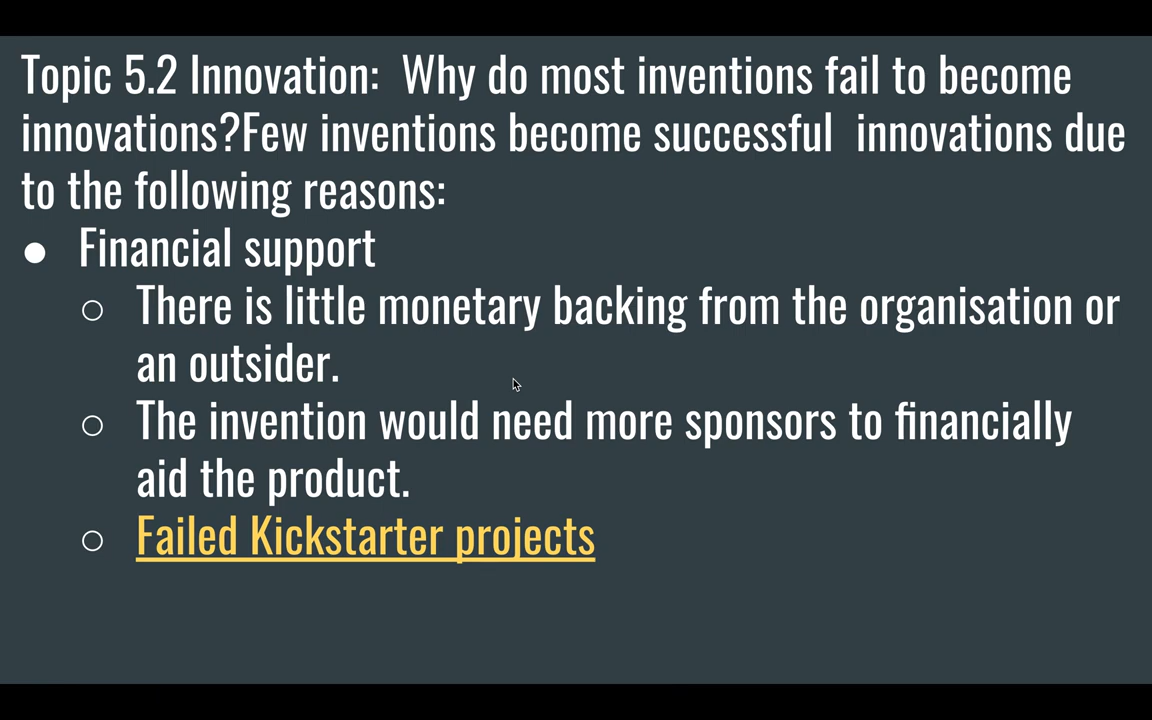 Topic 5.2 Innovation:  Why do most inventions fail to become
innovations?Few inventions become successful  innovations due
to the following reasons:
● Financial support
○ There is little monetary backing from the organisation or
an outsider.
○ The invention would need more sponsors to financially
aid the product.
○ Failed Kickstarter projects